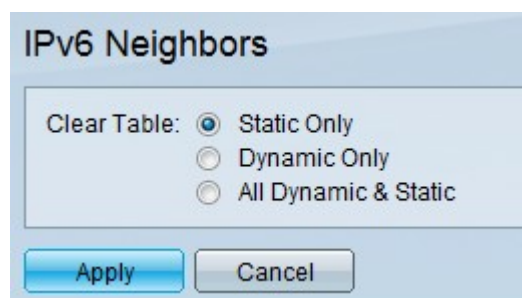 IPv6 Neighbors
Clear Table: Static Only
Dynamic Only
All Dynamic & Static
Apply Cancel